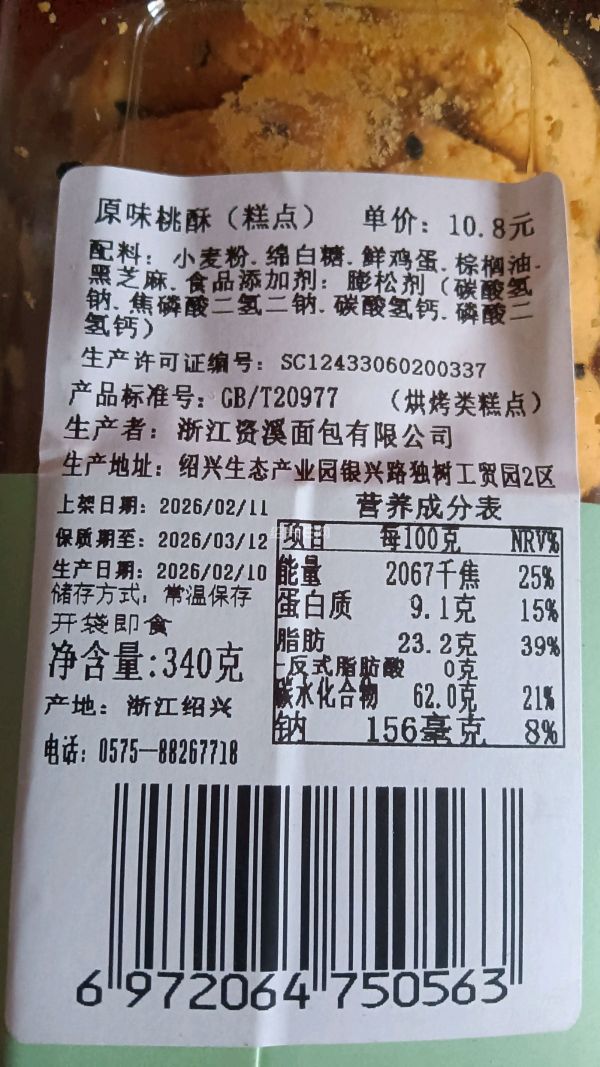 原味桃酥（糕点） 单价：10.8元
配料：小麦粉.绵白糖.鲜鸡蛋.棕榈油.
黑芝麻.食品添加剂：膨松剂（碳酸氢
钠.焦磷酸二氢二钠.碳酸氢钙.磷酸二
氢钙）
生产许可证编号：SC12433060200337
产品标准号：GB/T20977 （烘烤类糕点）
生产者：浙江资溪面包有限公司
生产地址：绍兴生态产业园银兴路独树工贸园2区
上架日期：2026/02/11
保质期至：2026/03/12
生产日期：2026/02/10
储存方式：常温保存
开袋即食
净含量:340克
产地：浙江绍兴
电话：0575-88267718
营养成分表
项目 每100克 NRV%
能量 2067千焦 25%
蛋白质 9.1克 15%
脂肪 23.2克 39%
-反式脂肪酸 0克
碳水化合物 62.0克 21%
钠 156毫克 8%
6 972064 750563